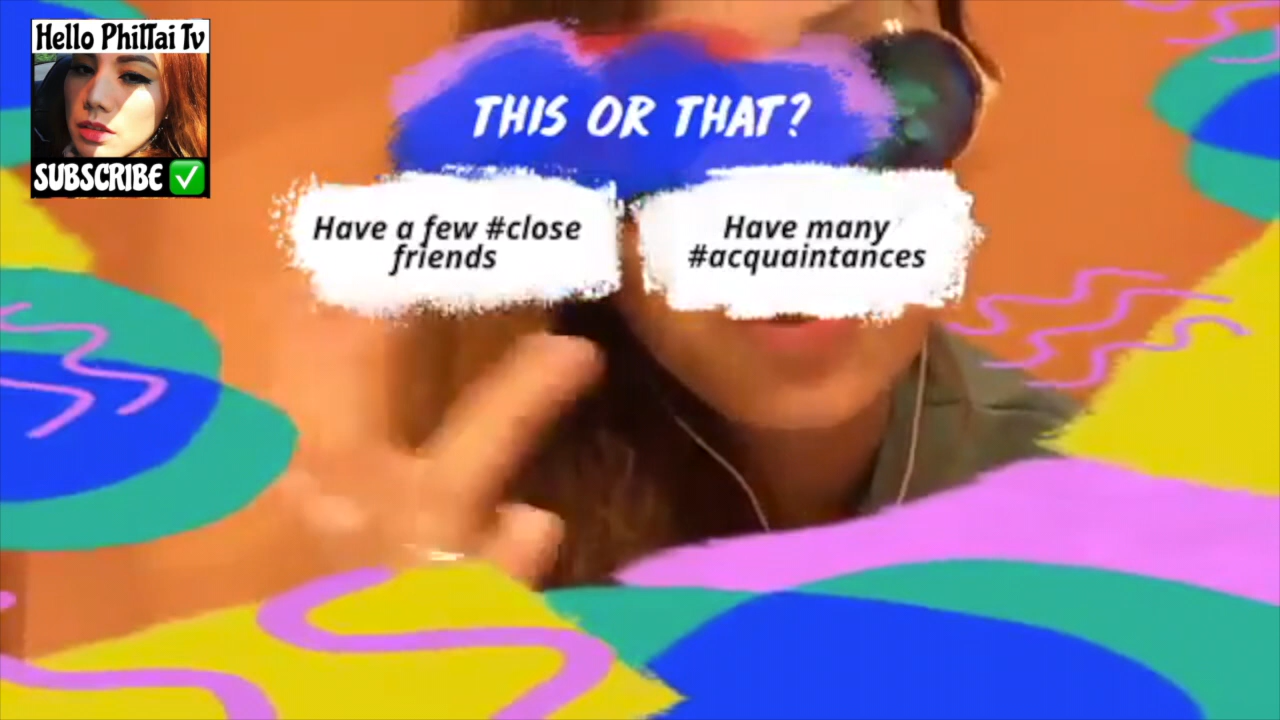 Hello PhilTai Tv
SUBSCRIBE
THIS OR THAT?
Have a few #close
friends
Have many
#acquaintances